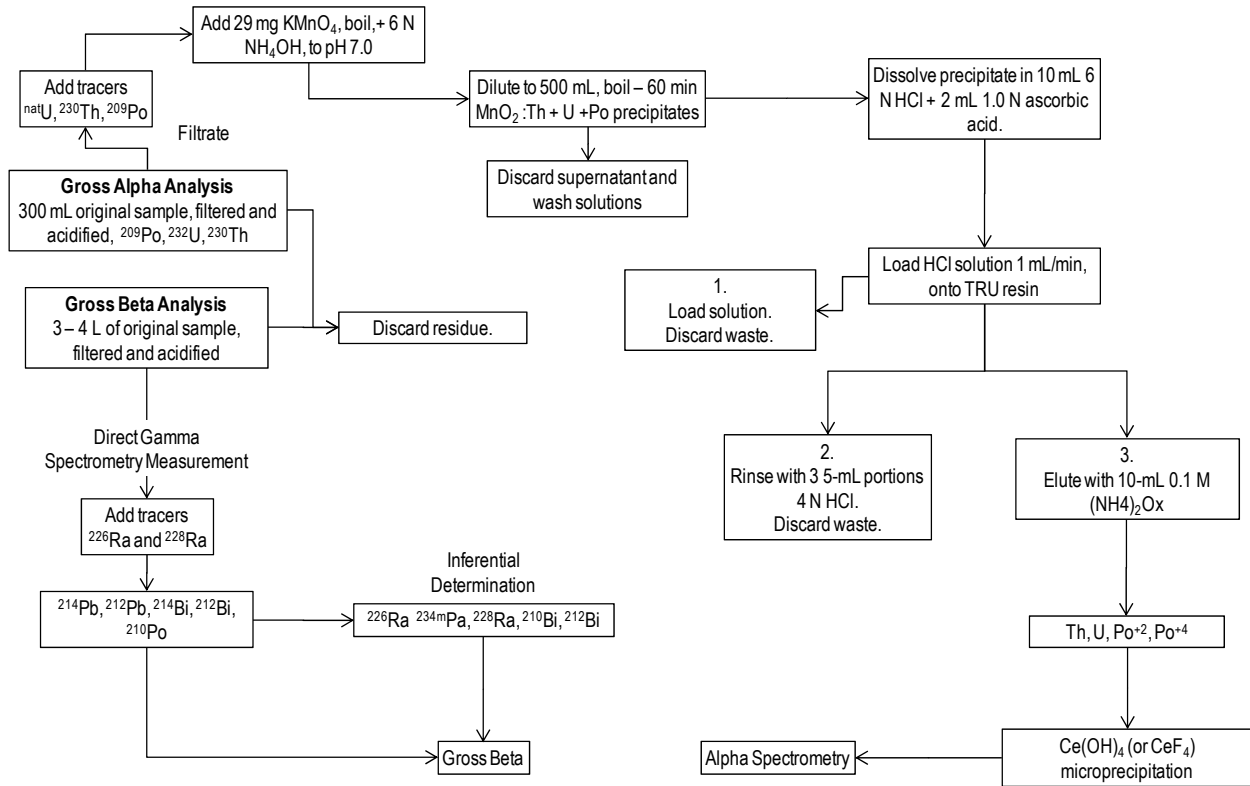 Add 29 mg KMnO₄, boil,+ 6 N
NH₄OH, to pH 7.0
Add tracers
ⁿᵃᵗU, ²³⁰Th, ²⁰⁹Po
Filtrate
Dilute to 500 mL, boil – 60 min
MnO₂ :Th + U +Po precipitates
Dissolve precipitate in 10 mL 6
N HCl + 2 mL 1.0 N ascorbic
acid.
Discard supernatant and
wash solutions
Gross Alpha Analysis
300 mL original sample, filtered and
acidified, ²⁰⁹Po, ²³²U, ²³⁰Th
Gross Beta Analysis
3 – 4 L of original sample,
filtered and acidified
Discard residue.
1.
Load solution.
Discard waste.
Load HCl solution 1 mL/min,
onto TRU resin
Direct Gamma
Spectrometry Measurement
Add tracers
²²⁶Ra and ²²⁸Ra
²¹⁴Pb, ²¹²Pb, ²¹⁴Bi, ²¹²Bi,
²¹⁰Po
Inferential
Determination
²²⁶Ra ²³⁴ᵐPa, ²²⁸Ra, ²¹⁰Bi, ²¹²Bi
Gross Beta
2.
Rinse with 3 5-mL portions
4 N HCl.
Discard waste.
3.
Elute with 10-mL 0.1 M
(NH4)₂Ox
Th, U, Po⁺², Po⁺⁴
Ce(OH)₄ (or CeF₄)
microprecipitation
Alpha Spectrometry